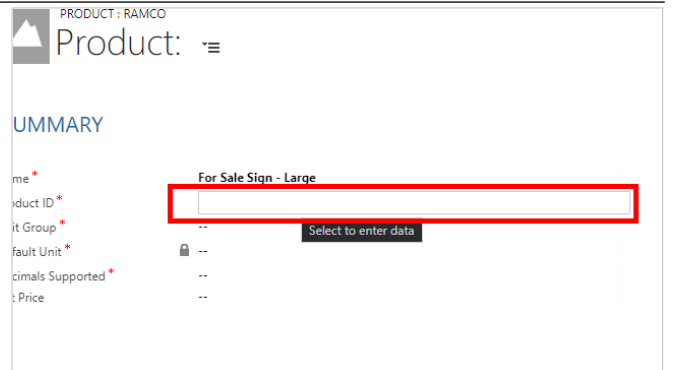 PRODUCT : RAMCO
Product:
UMMARY
me * For Sale Sign - Large
duct ID *
it Group * --
Select to enter data
fault Unit * --
cimals Supported * --
t Price --